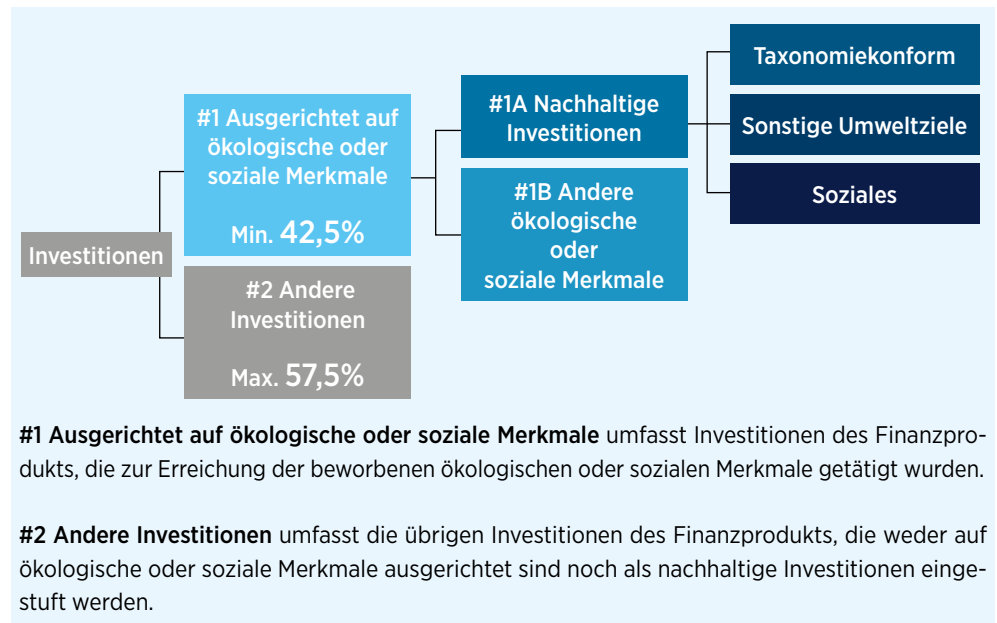 Investitionen
#1 Ausgerichtet auf
ökologische oder
soziale Merkmale
Min. 42,5%
#2 Andere
Investitionen
Max. 57,5%
#1A Nachhaltige
Investitionen
#1B Andere
ökologische
oder
soziale Merkmale
Taxonomiekonform
Sonstige Umweltziele
Soziales
#1 Ausgerichtet auf ökologische oder soziale Merkmale umfasst Investitionen des Finanzpro-
dukts, die zur Erreichung der beworbenen ökologischen oder sozialen Merkmale getätigt wurden.
#2 Andere Investitionen umfasst die übrigen Investitionen des Finanzprodukts, die weder auf
ökologische oder soziale Merkmale ausgerichtet sind noch als nachhaltige Investitionen einge-
stuft werden.